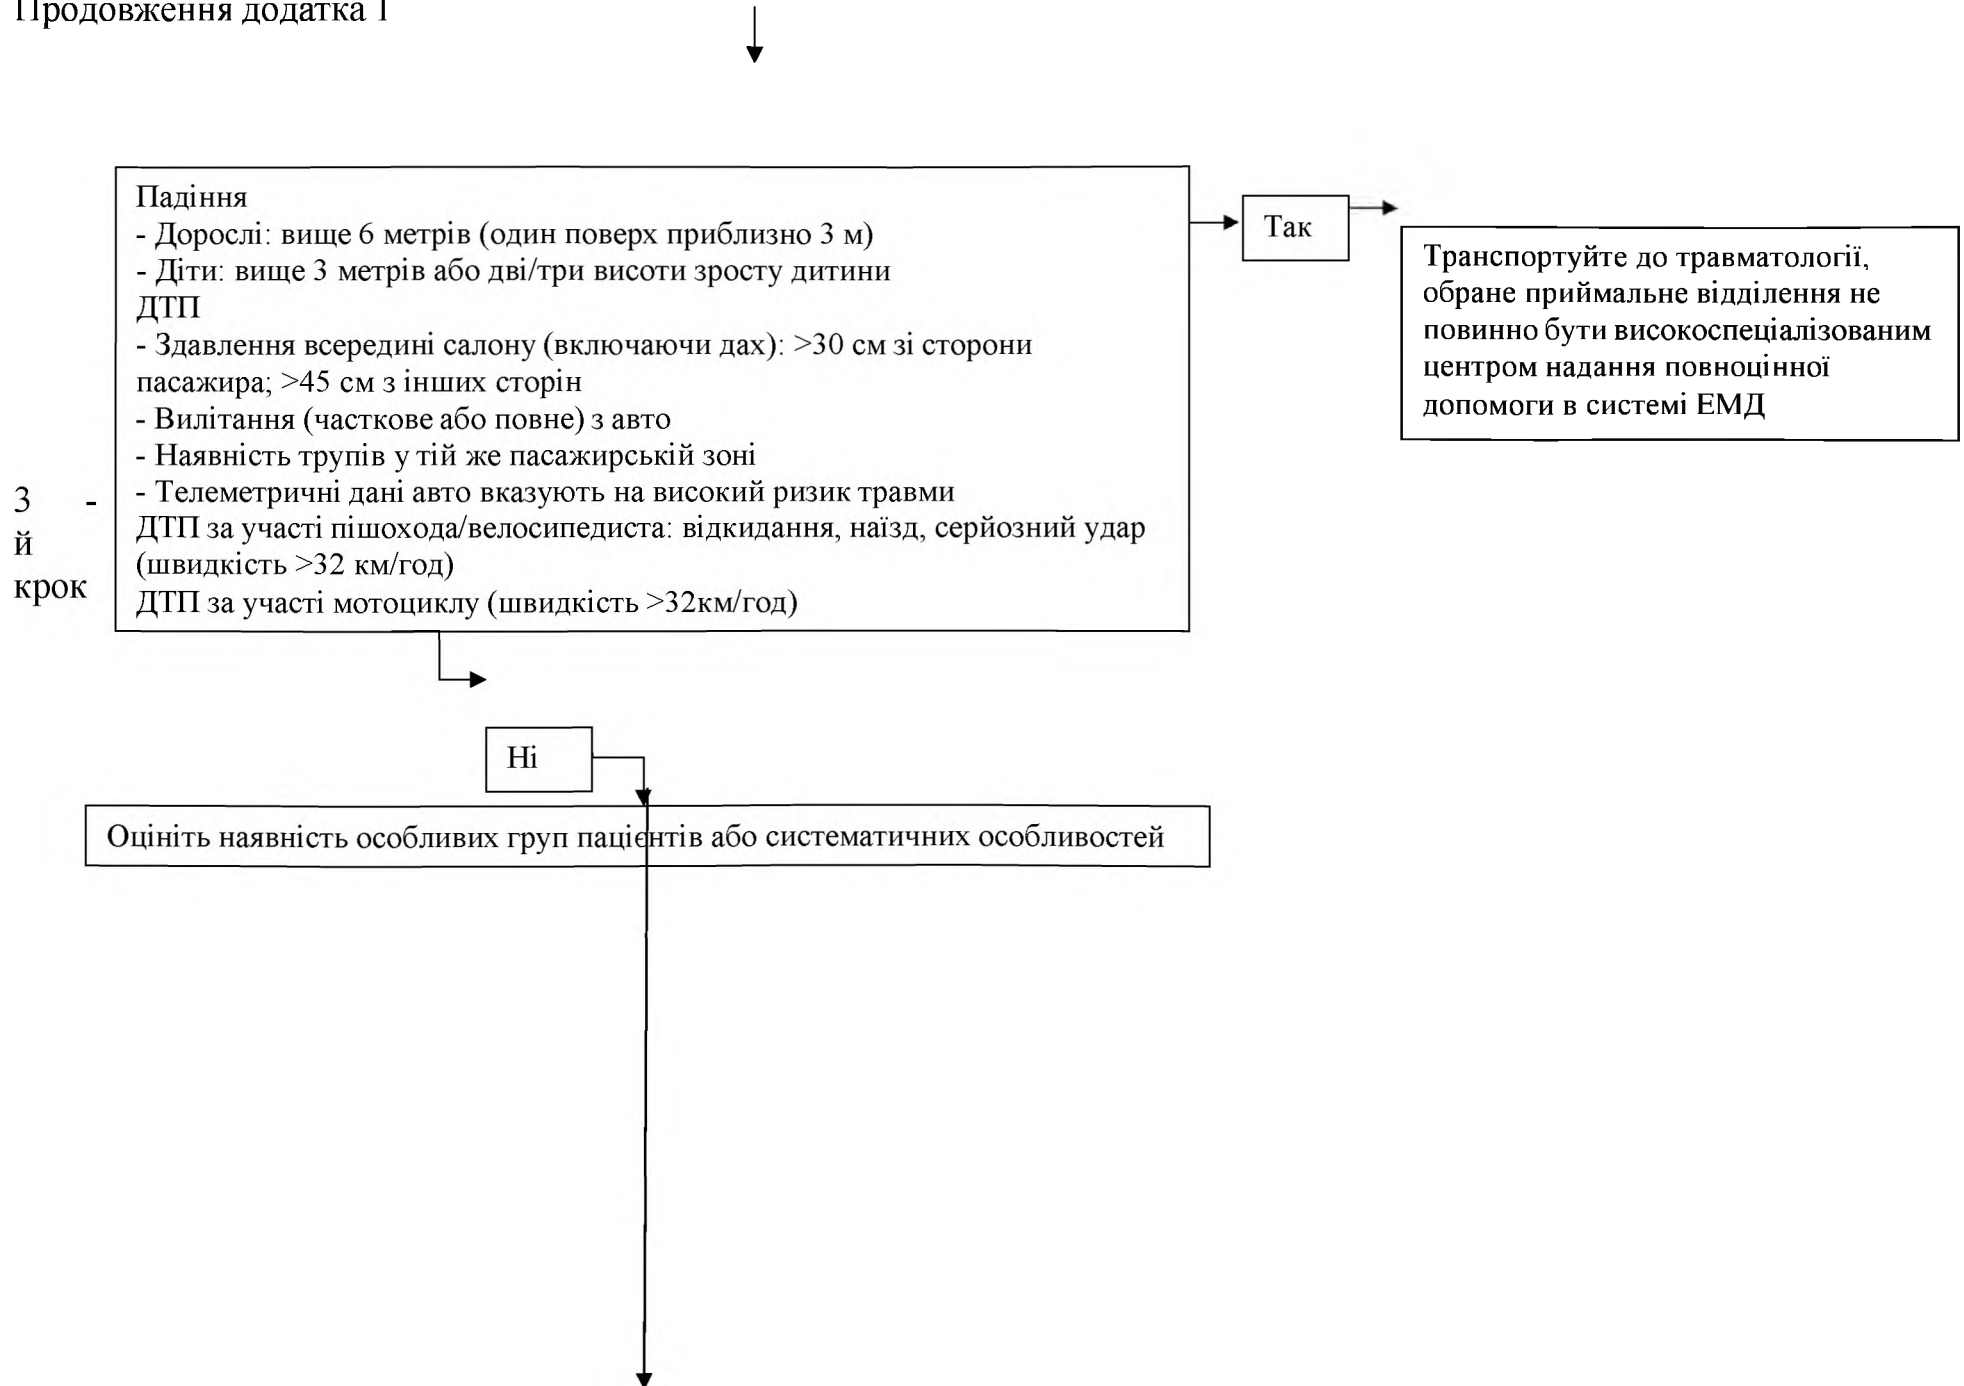 Продовження додатка 1
Падіння
- Дорослі: вище 6 метрів (один поверх приблизно 3 м)
- Діти: вище 3 метрів або дві/три висоти зросту дитини
ДТП
- Здавлення всередині салону (включаючи дах): >30 см зі сторони
пасажира; >45 см з інших сторін
- Вилітання (часткове або повне) з авто
- Наявність трупів у тій же пасажирській зоні
- Телеметричні дані авто вказують на високий ризик травми
ДТП за участі пішохода/велосипедиста: відкидання, наїзд, серйозний удар
(швидкість >32 км/год)
ДТП за участі мотоциклу (швидкість >32км/год)
3 -
й
крок
Так
Транспортуйте до травматології,
обране приймальне відділення не
повинно бути високоспеціалізованим
центром надання повноцінної
допомоги в системі ЕМД
Ні
Оцініть наявність особливих груп пацієнтів або систематичних особливостей